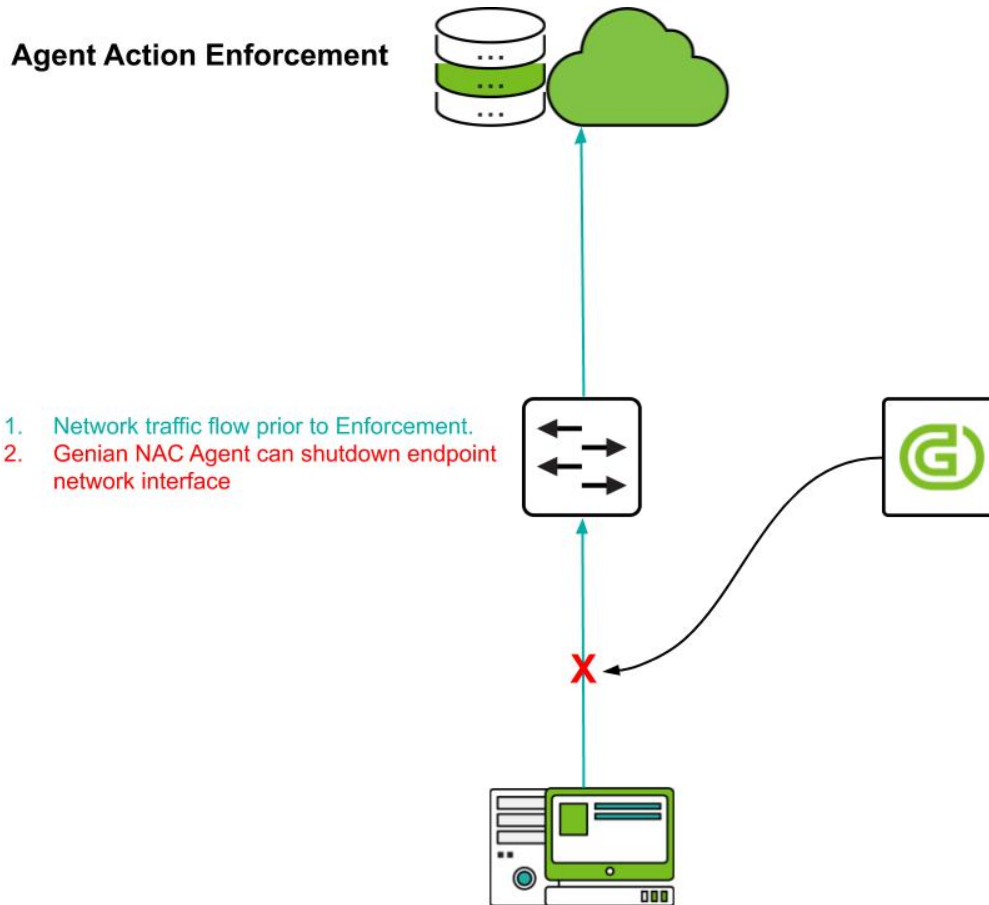 Agent Action Enforcement
1. Network traffic flow prior to Enforcement.
2. Genian NAC Agent can shutdown endpoint
network interface
X
G